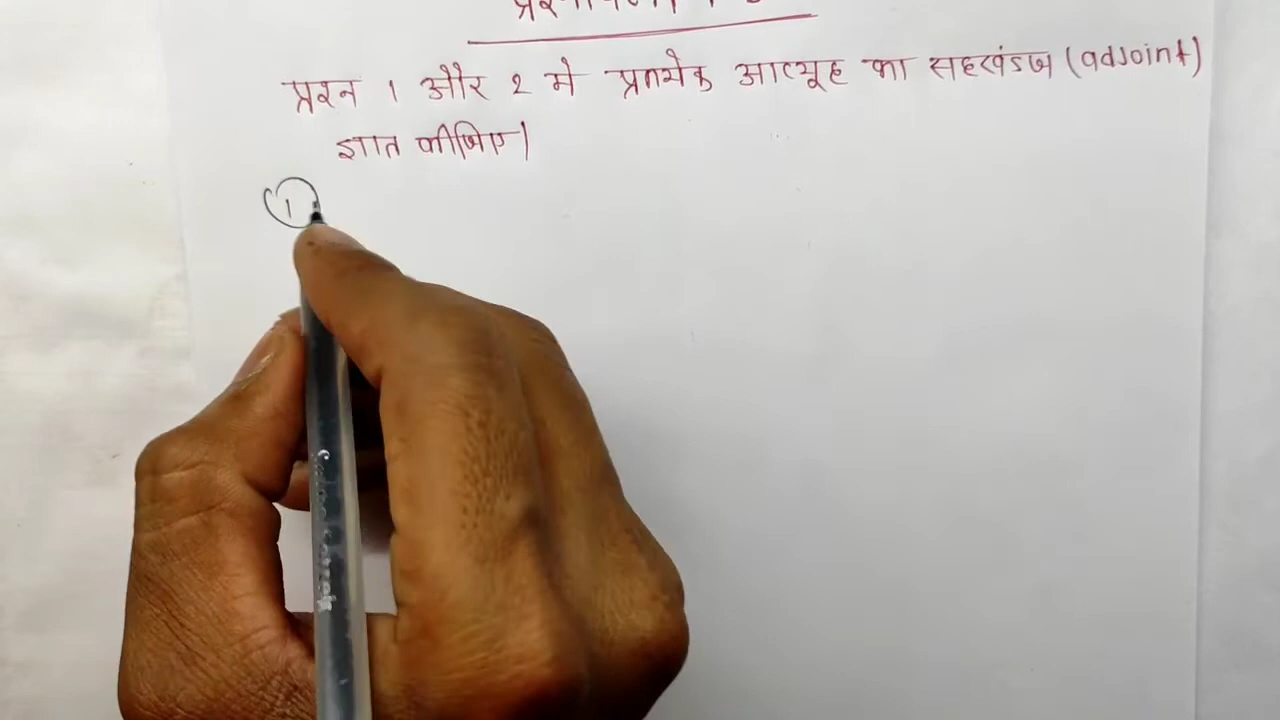 प्रश्न 1 और 2 मे प्रत्येक आव्यूह का सहखंडज (adjoint)
ज्ञात कीजिए।
1